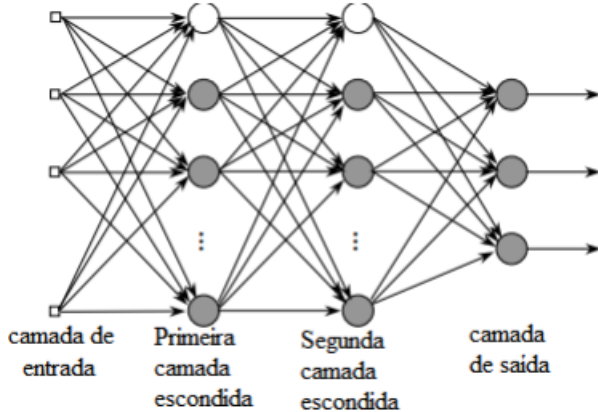 camada de
entrada
Primeira
camada
escondida
Segunda
camada
escondida
camada
de saída